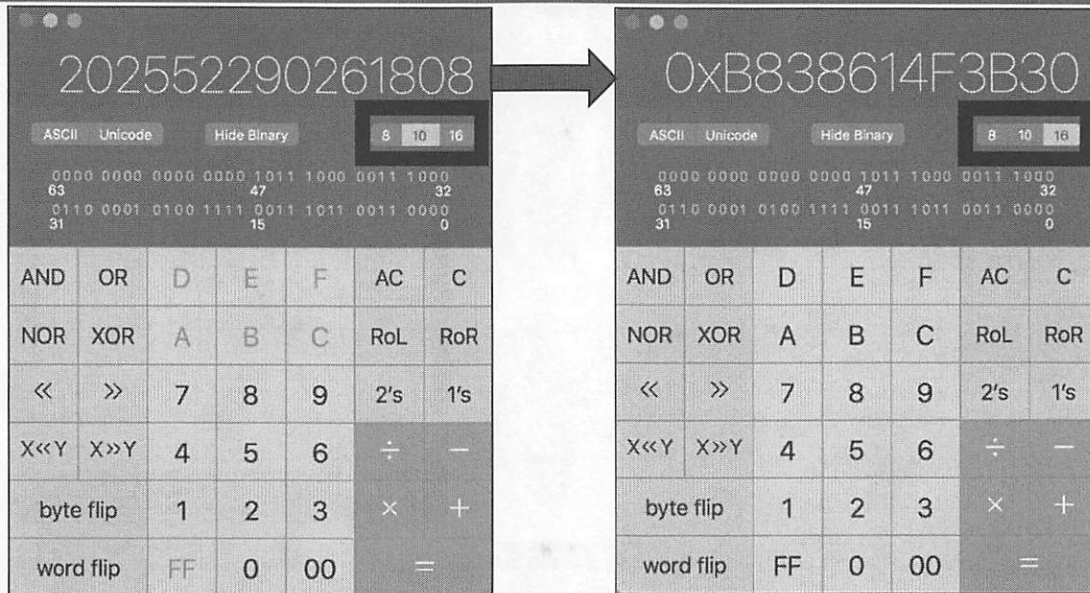 202552290261808
ASCII Unicode Hide Binary 8 10 16
0000 0000 0000 0000 1011 1000 0011 1000
63 47 32
0110 0001 0100 1111 0011 1011 0011 0000
31 15 0
AND OR D E F AC C
NOR XOR A B C RoL RoR
« » 7 8 9 2's 1's
X«Y X»Y 4 5 6 ÷ −
byte flip 1 2 3 × +
word flip FF 0 00 =
0xB838614F3B30
ASCII Unicode Hide Binary 8 10 16
0000 0000 0000 0000 1011 1000 0011 1000
63 47 32
0110 0001 0100 1111 0011 1011 0011 0000
31 15 0
AND OR D E F AC C
NOR XOR A B C RoL RoR
« » 7 8 9 2's 1's
X«Y X»Y 4 5 6 ÷ −
byte flip 1 2 3 × +
word flip FF 0 00 =